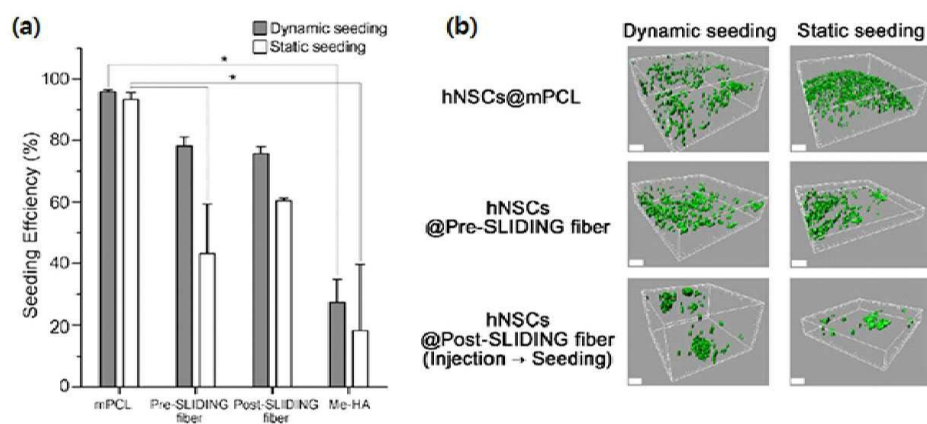 (a)
Dynamic seeding
Static seeding
*
*
100
80
60
40
20
0
Seeding Effciency (%)
mPCL
Pre-SLIDING
fiber
Post-SLIDING
fiber
Me-HA
(b)
Dynamic seeding
Static seeding
hNSCs@mPCL
hNSCs
@Pre-SLIDING fiber
hNSCs
@Post-SLIDING fiber
(Injection → Seeding)